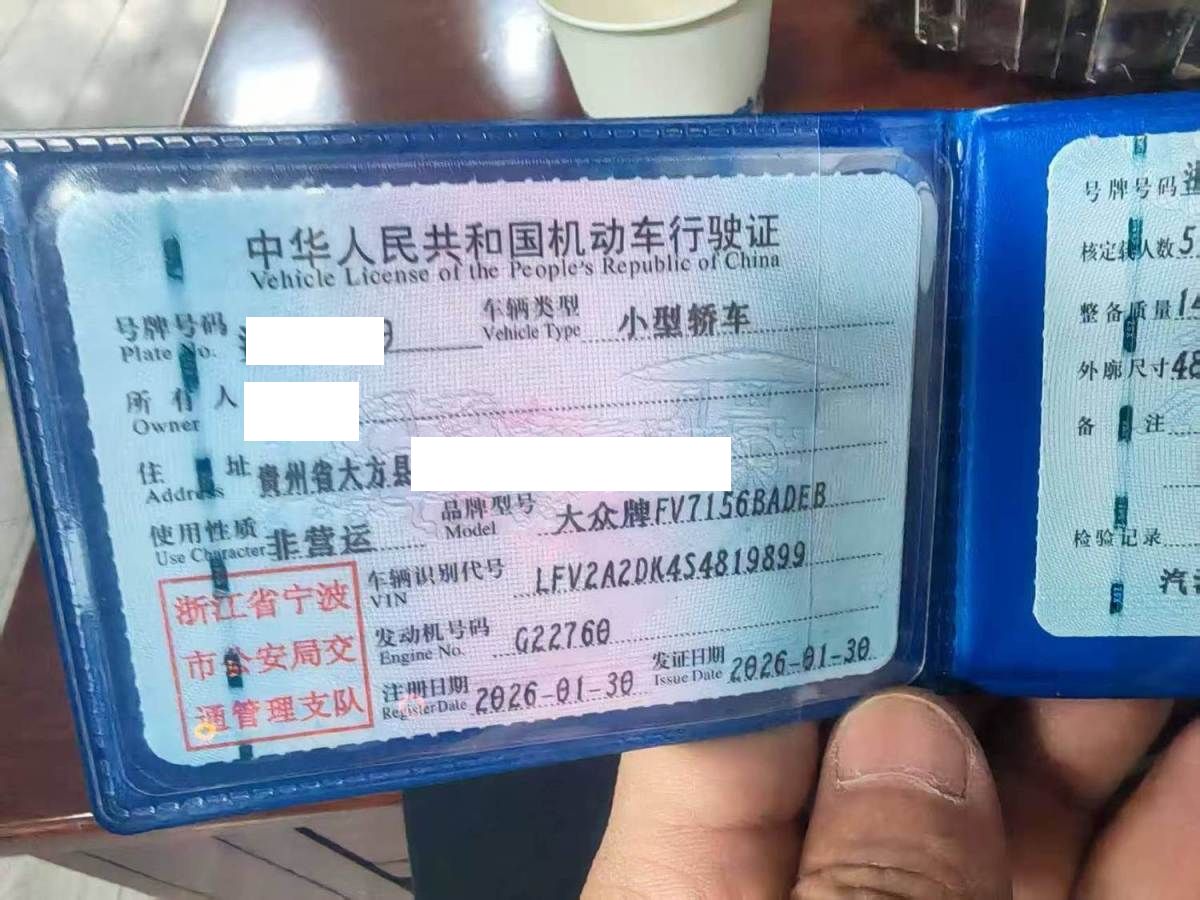 中华人民共和国机动车行驶证
Vehicle License of the People's Republic of China
号牌号码
Plate No.
车辆类型
Vehicle Type
小型轿车
所有人
Owner
住址
Address
贵州省大方县
使用性质
Use Character
非营运
品牌型号
Model
大众牌FV7156BADEB
浙江省宁波
市公安局交
通管理支队
车辆识别代号
VIN
LFV2A2DK4S4819899
发动机号码
Engine No.
G22760
注册日期
Register Date
2026-01-30
发证日期
Issue Date
2026-01-30
号牌号码
核定载人数 5
整备质量
外廓尺寸 48
备注
检验记录